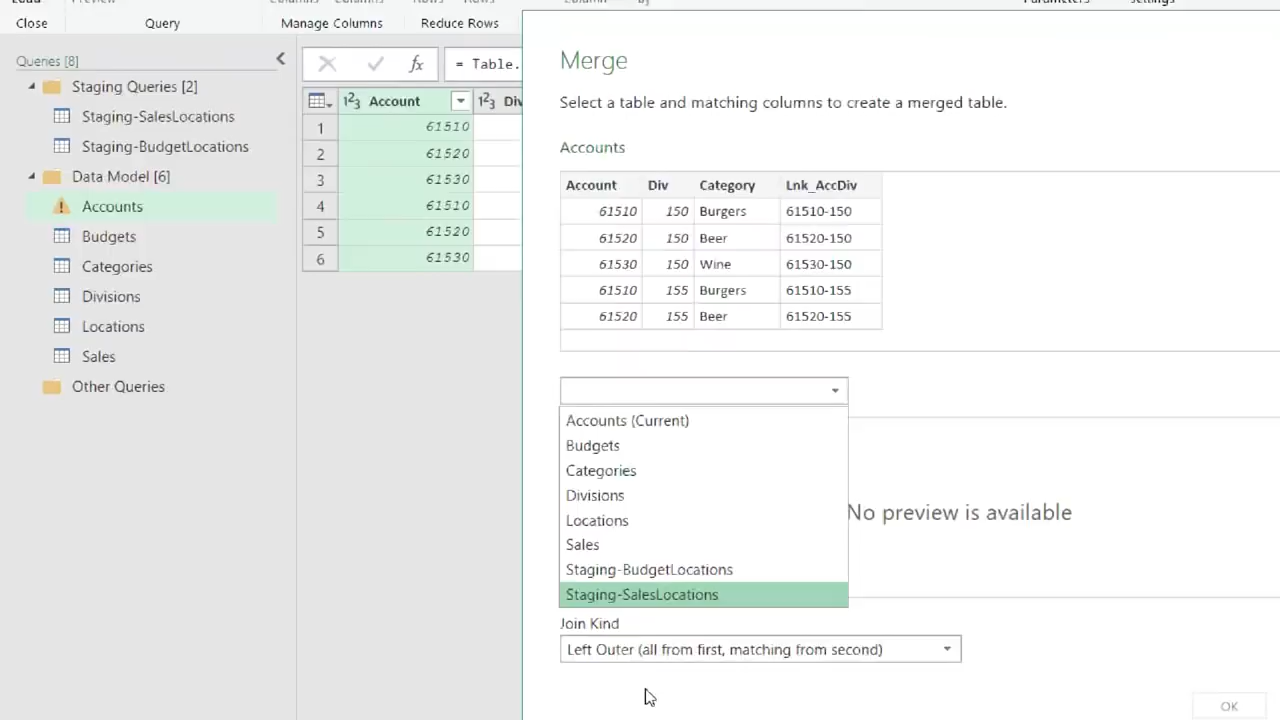 Close
Query
Manage Columns
Reduce Rows
Queries [8]
Staging Queries [2]
Staging-SalesLocations
Staging-BudgetLocations
Data Model [6]
Accounts
Budgets
Categories
Divisions
Locations
Sales
Other Queries
fx
= Table.
1²3 Account
1²3 Div
1 61510
2 61520
3 61530
4 61510
5 61520
6 61530
Merge
Select a table and matching columns to create a merged table.
Accounts
Account Div Category Lnk_AccDiv
61510 150 Burgers 61510-150
61520 150 Beer 61520-150
61530 150 Wine 61530-150
61510 155 Burgers 61510-155
61520 155 Beer 61520-155
Accounts (Current)
Budgets
Categories
Divisions
Locations
Sales
Staging-BudgetLocations
Staging-SalesLocations
No preview is available
Join Kind
Left Outer (all from first, matching from second)
OK